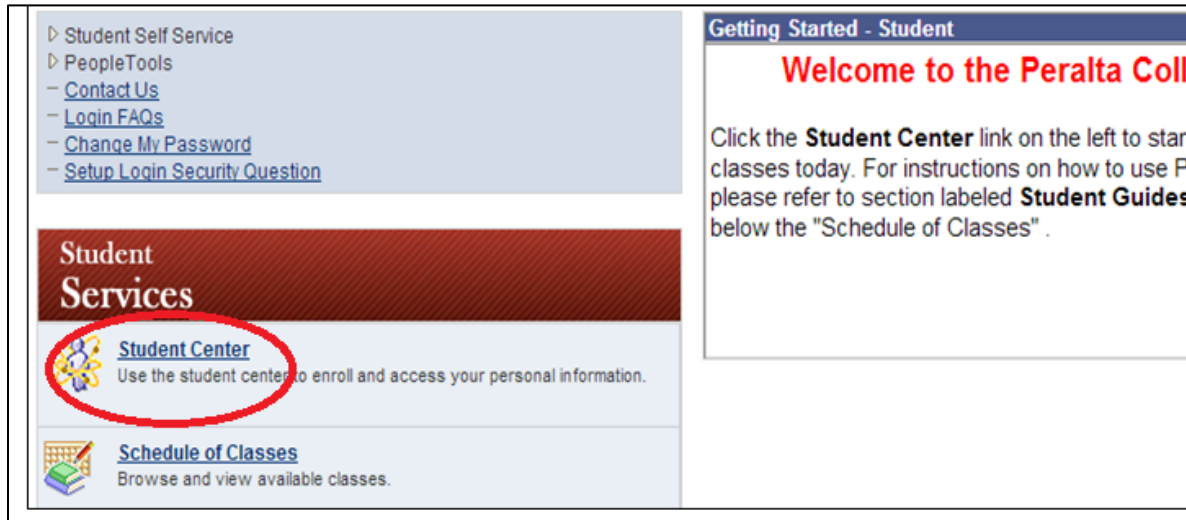 Student Self Service
PeopleTools
Contact Us
Login FAQs
Change My Password
Setup Login Security Question
Student
Services
Student Center
Use the student center to enroll and access your personal information.
Schedule of Classes
Browse and view available classes.
Getting Started - Student
Welcome to the Peralta Coll
Click the Student Center link on the left to star
classes today. For instructions on how to use P
please refer to section labeled Student Guides
below the "Schedule of Classes" .